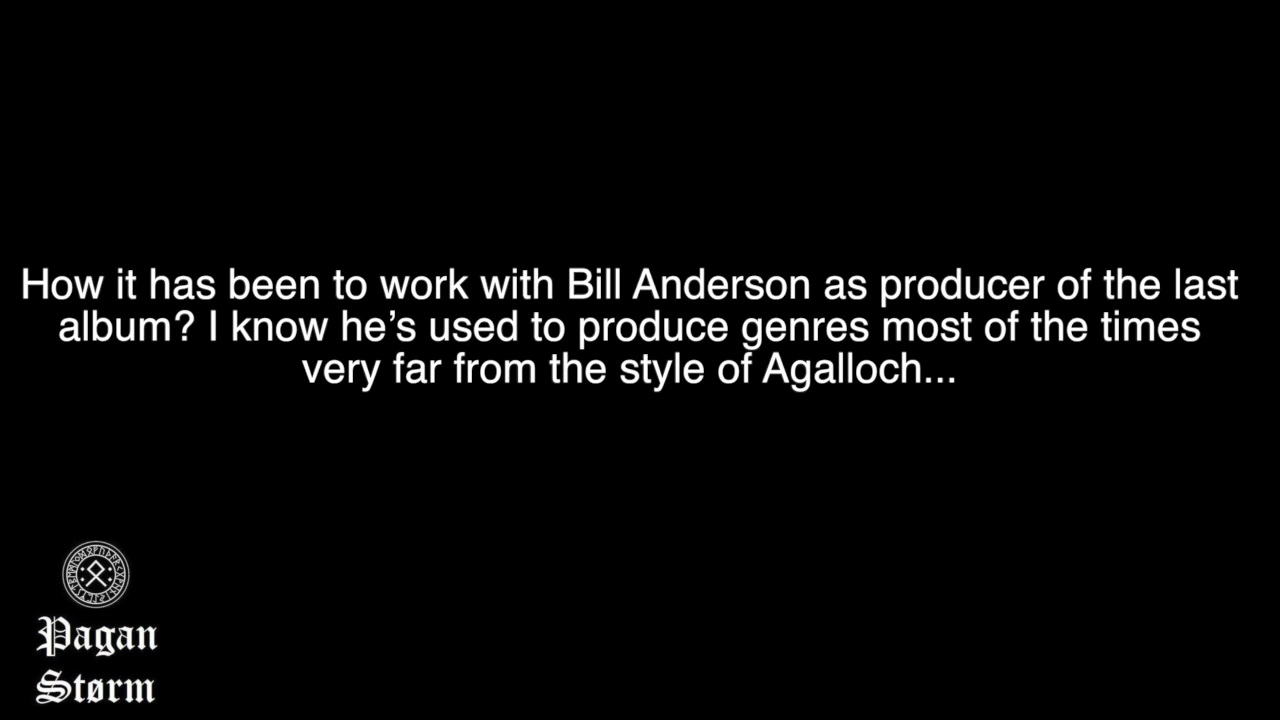 How it has been to work with Bill Anderson as producer of the last
album? I know he’s used to produce genres most of the times
very far from the style of Agalloch...
Pagan
Størm